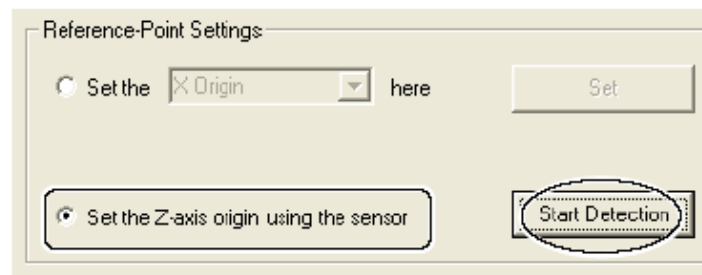 Reference-Point Settings
Set the X Origin here Set
Set the Z-axis origin using the sensor Start Detection